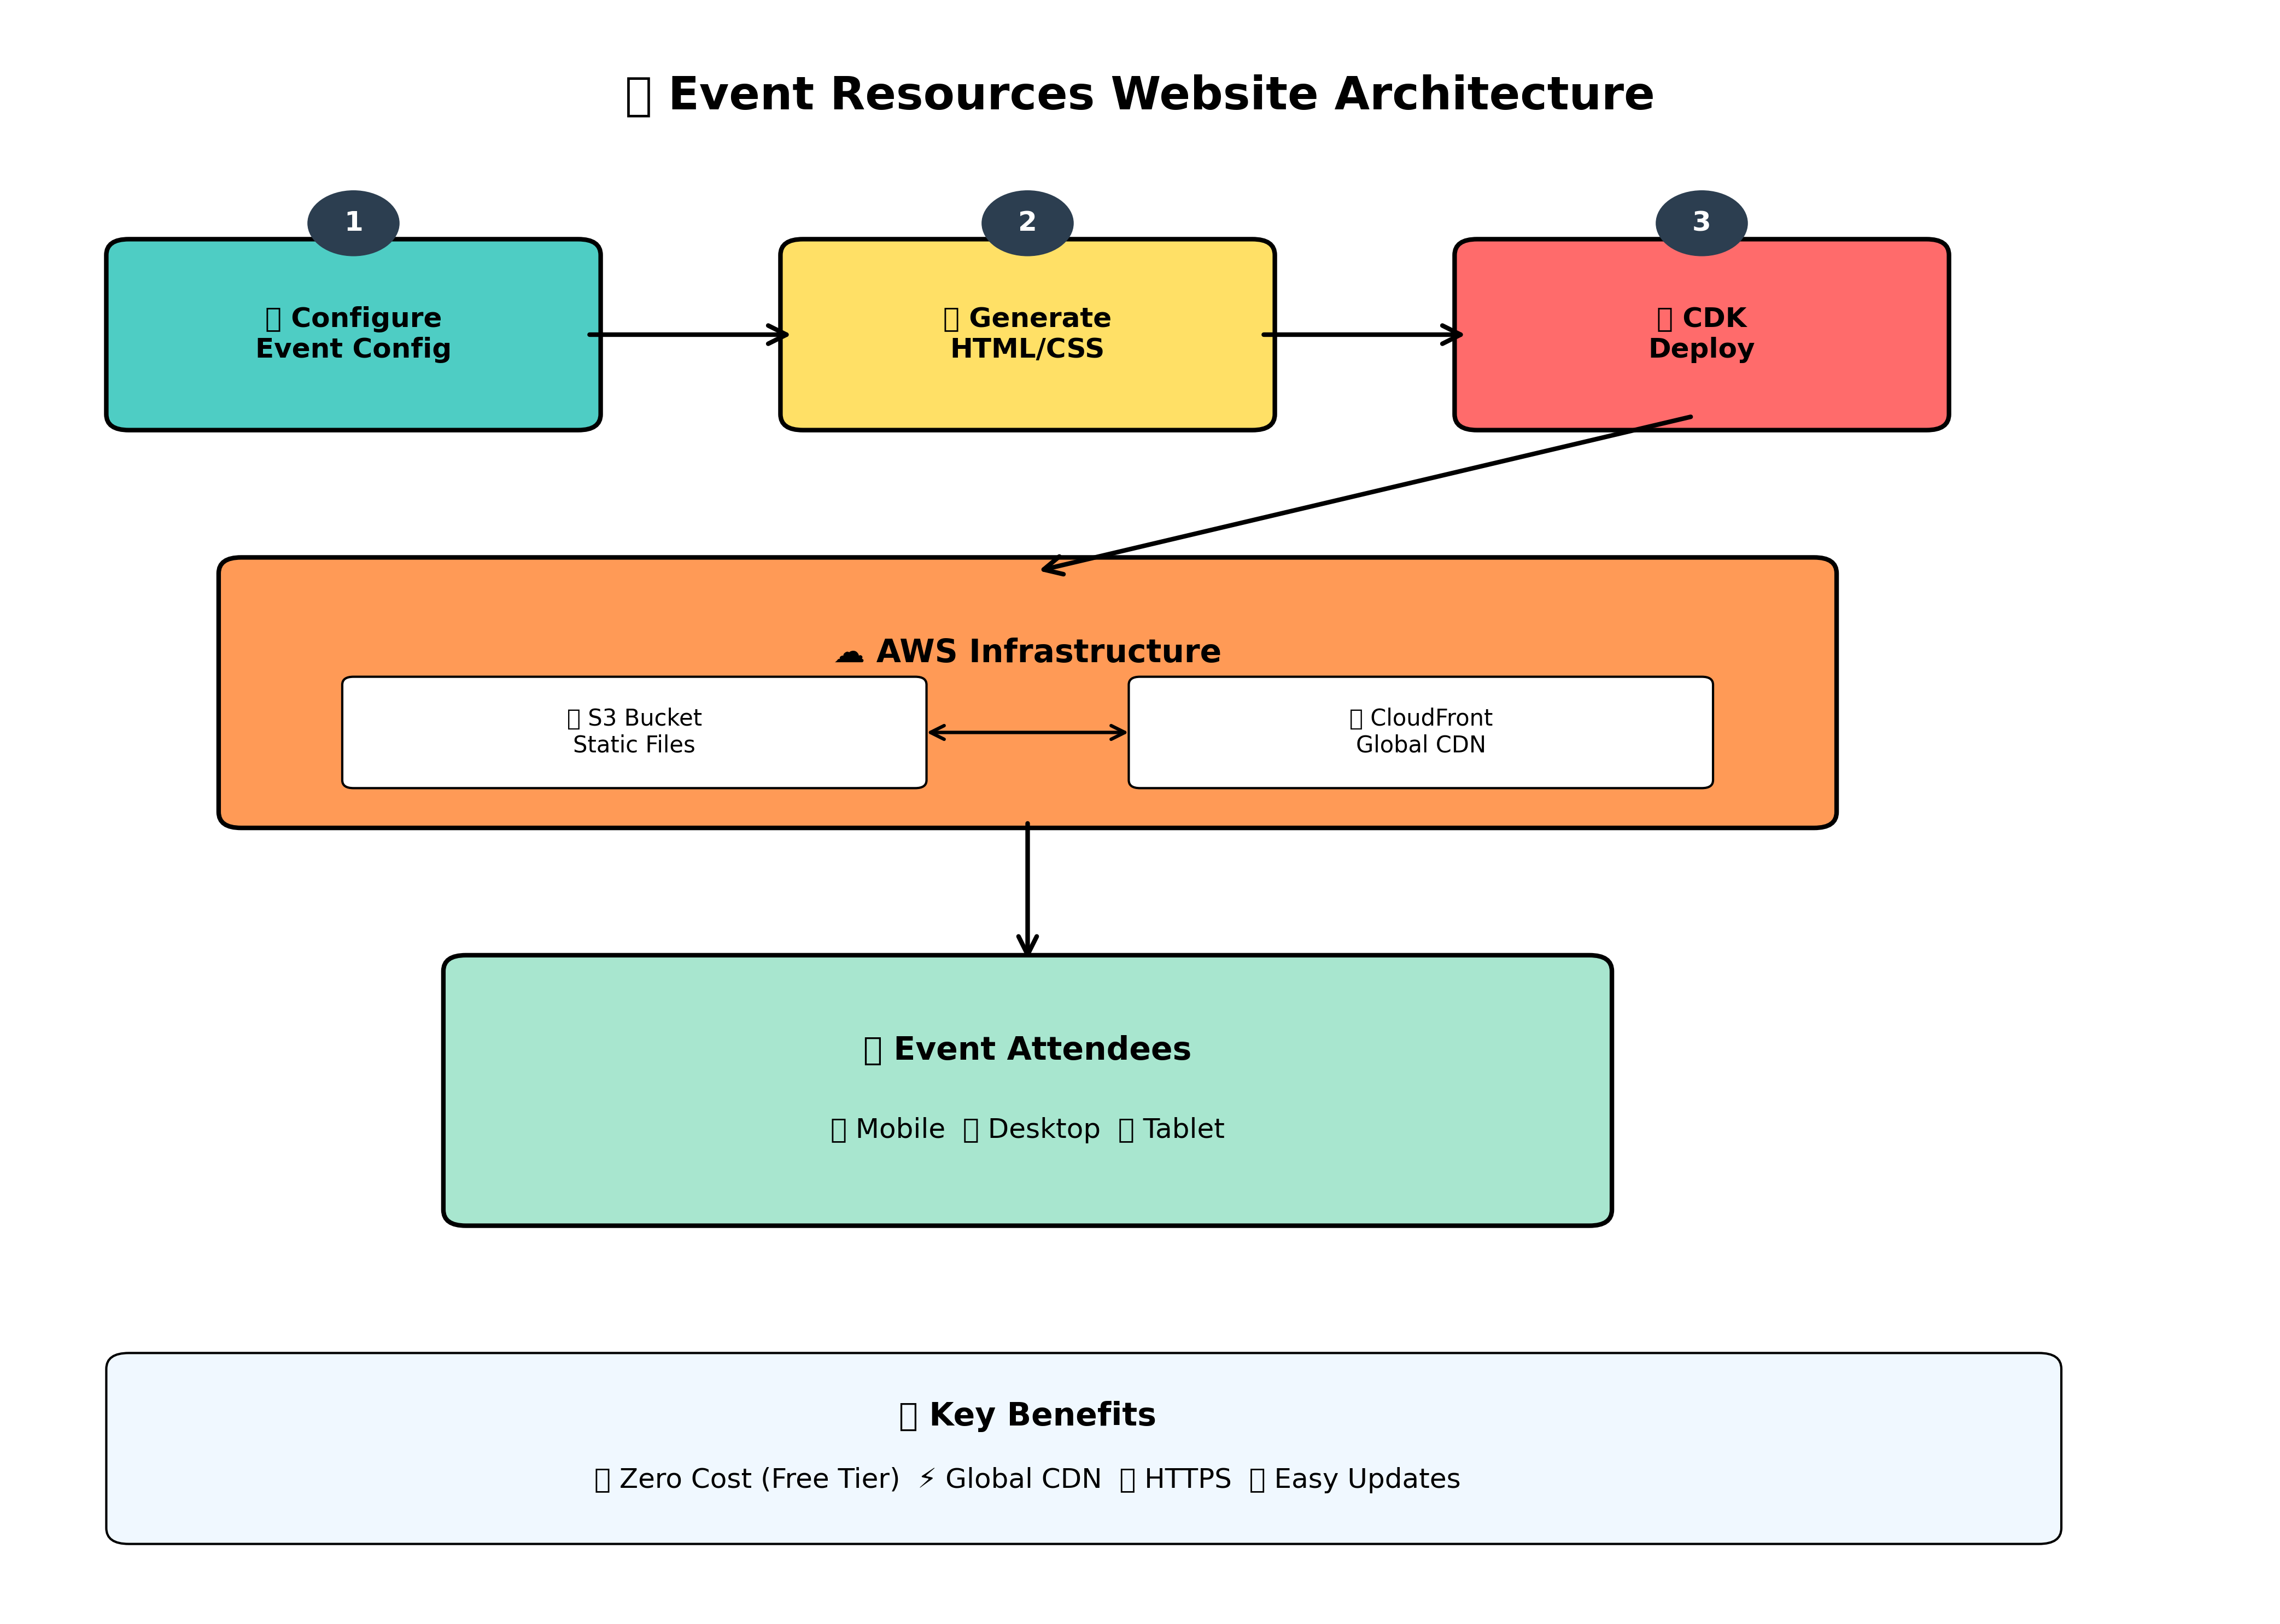 Event Resources Website Architecture
1
2
3
Configure
Event Config
Generate
HTML/CSS
CDK
Deploy
☁ AWS Infrastructure
S3 Bucket
Static Files
CloudFront
Global CDN
Event Attendees
Mobile Desktop Tablet
Key Benefits
Zero Cost (Free Tier) ⚡ Global CDN HTTPS Easy Updates